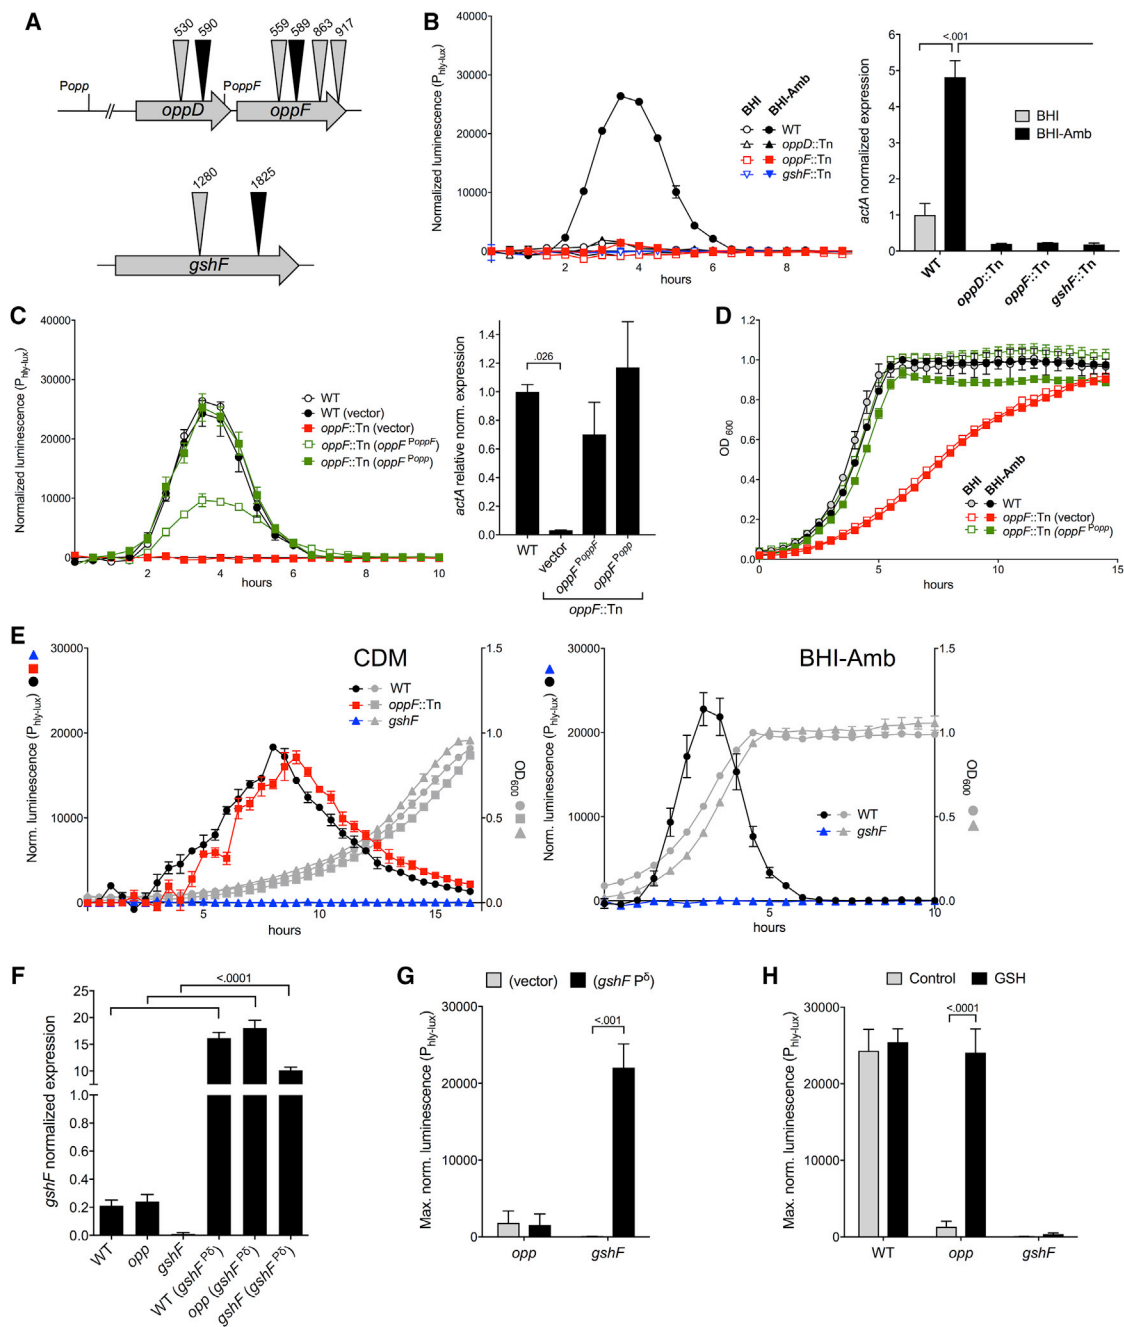 A
530
590
559
589
863
917
Popp
PoppF
oppD
oppF
1280
1825
gshF
B
Normalized luminescence (Phly-lux)
40000
30000
20000
10000
0
2
4
6
8
hours
BHI
BHI-Amb
WT
oppD::Tn
oppF::Tn
gshF::Tn
actA normalized expression
6
5
4
3
2
1
0
<.001
BHI
BHI-Amb
WT
oppD::Tn
oppF::Tn
gshF::Tn
C
Normalized luminescence (Phly-lux)
40000
30000
20000
10000
0
2
4
6
8
10
hours
WT
WT (vector)
oppF::Tn (vector)
oppF::Tn (oppF PoppF)
oppF::Tn (oppF Popp)
actA relative norm. expression
1.4
1.2
1.0
0.8
0.6
0.4
0.2
0.0
.026
WT
vector
oppF PoppF
oppF Popp
oppF::Tn
D
OD 600
1.2
1.0
0.8
0.6
0.4
0.2
0.0
0
5
10
15
hours
BHI
BHI-Amb
WT
oppF::Tn (vector)
oppF::Tn (oppF Popp)
E
CDM
Norm. luminescence (Phly-lux)
30000
20000
10000
0
5
10
15
hours
1.5
1.0
0.5
0.0
OD600
WT
oppF::Tn
gshF
BHI-Amb
Norm. luminescence (Phly-lux)
30000
20000
10000
0
5
10
hours
1.5
1.0
0.5
0.0
OD600
WT
gshF
F
gshF normalized expression
25
20
15
10
5
1.0
0.8
0.6
0.4
0.2
0.0
<.0001
WT
opp
gshF
WT (gshF Pδ)
opp (gshF Pδ)
gshF (gshF Pδ)
G
(vector)
(gshF Pδ)
Max. norm. luminescence (Phly-lux)
30000
20000
10000
0
<.001
opp
gshF
H
Control
GSH
Max. norm. luminescence (Phly-lux)
30000
20000
10000
0
<.0001
WT
opp
gshF